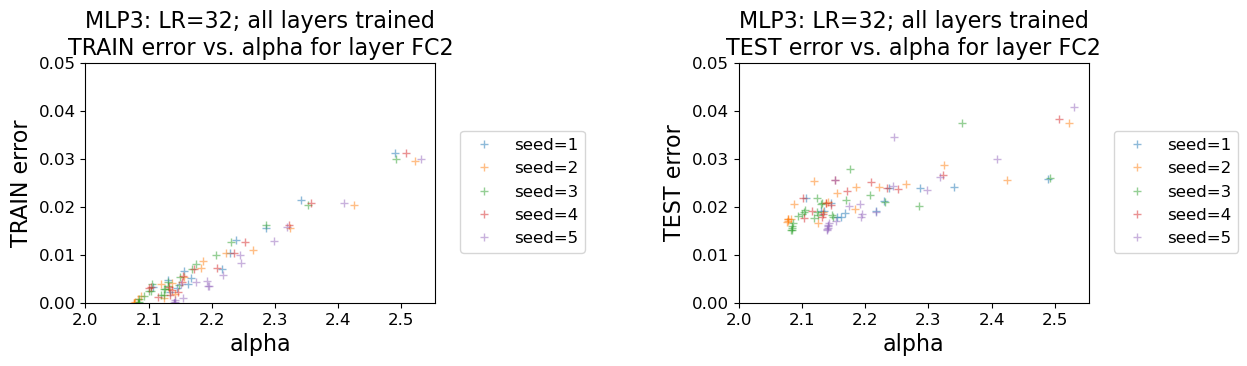 MLP3: LR=32; all layers trained
TRAIN error vs. alpha for layer FC2
TRAIN error
0.05
0.04
0.03
0.02
0.01
0.00
2.0 2.1 2.2 2.3 2.4 2.5
alpha
seed=1
seed=2
seed=3
seed=4
seed=5
MLP3: LR=32; all layers trained
TEST error vs. alpha for layer FC2
TEST error
0.05
0.04
0.03
0.02
0.01
0.00
2.0 2.1 2.2 2.3 2.4 2.5
alpha
seed=1
seed=2
seed=3
seed=4
seed=5